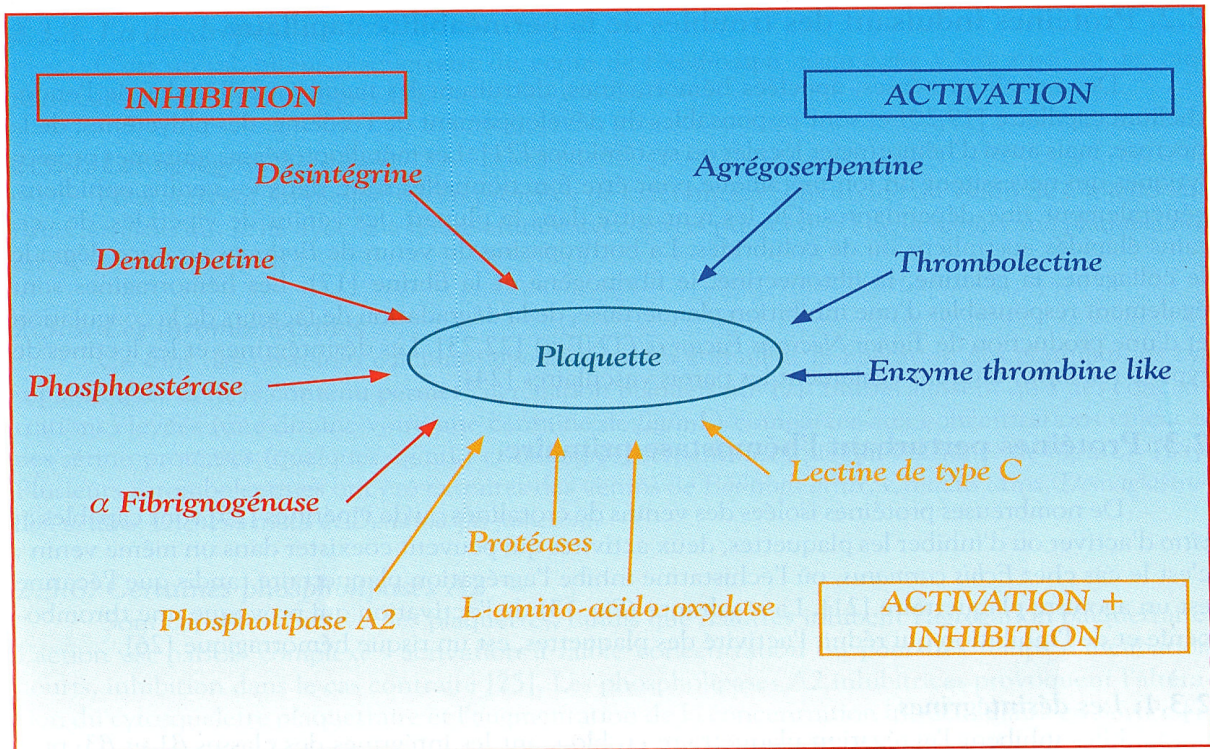 INHIBITION
ACTIVATION
Désintégrine
Agrégoserpentine
Dendropetine
Thrombolectine
Plaquette
Phosphoestérase
Enzyme thrombine like
Lectine de type C
α Fibrignogénase
Protéases
Phospholipase A2
L-amino-acido-oxydase
ACTIVATION +
INHIBITION